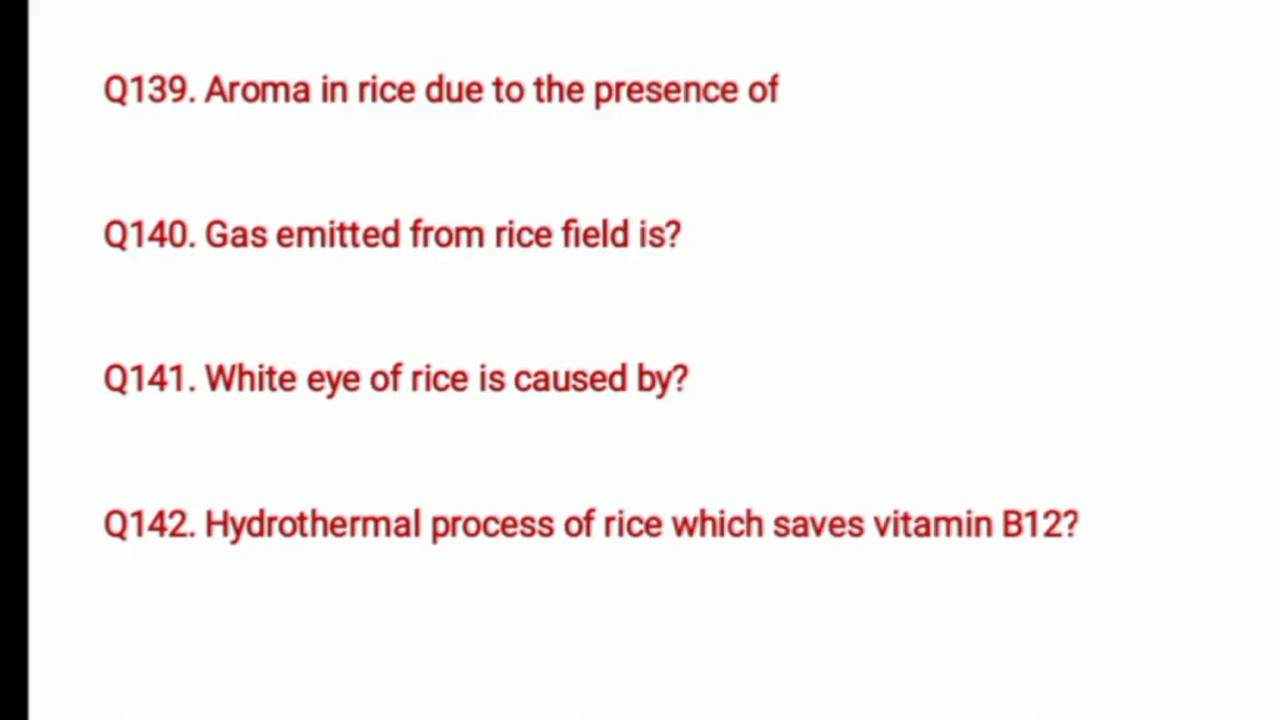 Q139. Aroma in rice due to the presence of
Q140. Gas emitted from rice field is?
Q141. White eye of rice is caused by?
Q142. Hydrothermal process of rice which saves vitamin B12?